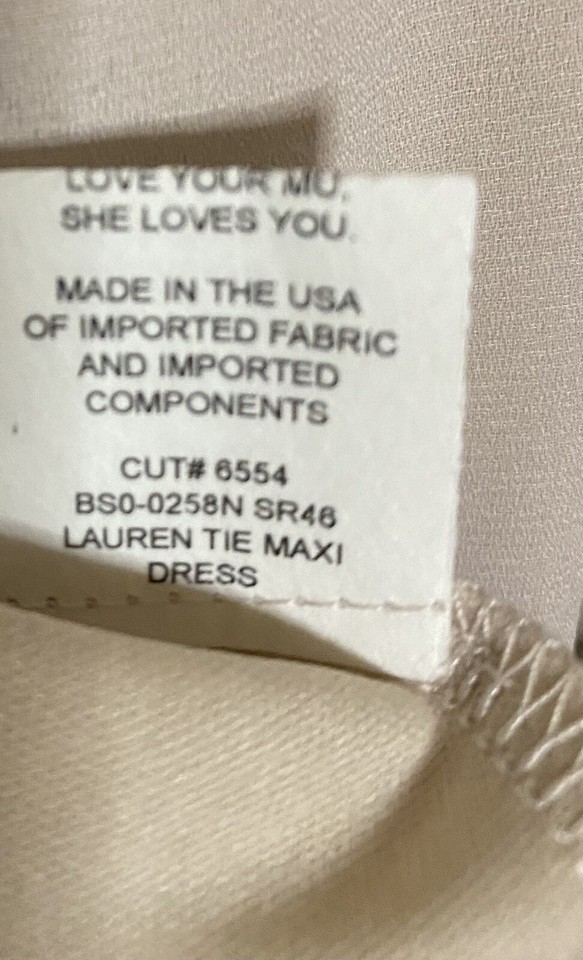 LOVE YOUR MU,
SHE LOVES YOU.
MADE IN THE USA
OF IMPORTED FABRIC
AND IMPORTED
COMPONENTS
CUT# 6554
BS0-0258N SR46
LAUREN TIE MAXI
DRESS